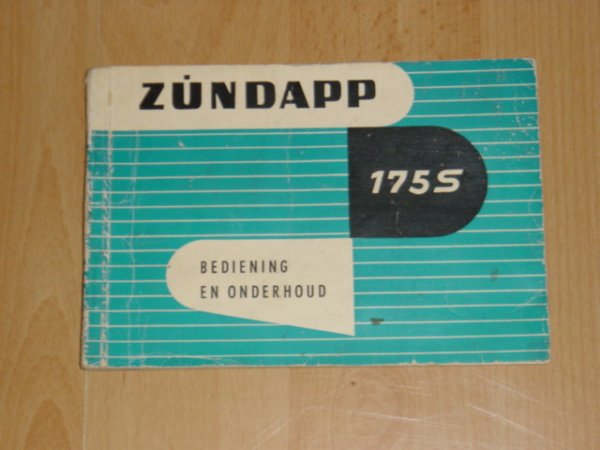 ZÜNDAPP
175S
BEDIENING
EN ONDERHOUD